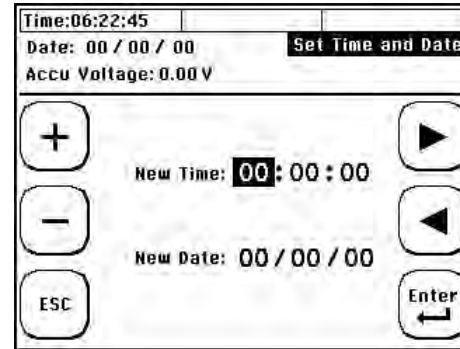 Time:06:22:45
Date: 00 / 00 / 00 Set Time and Date
Accu Voltage: 0.00 V
+
New Time: 00 : 00 : 00
−
New Date: 00 / 00 / 00
ESC
Enter